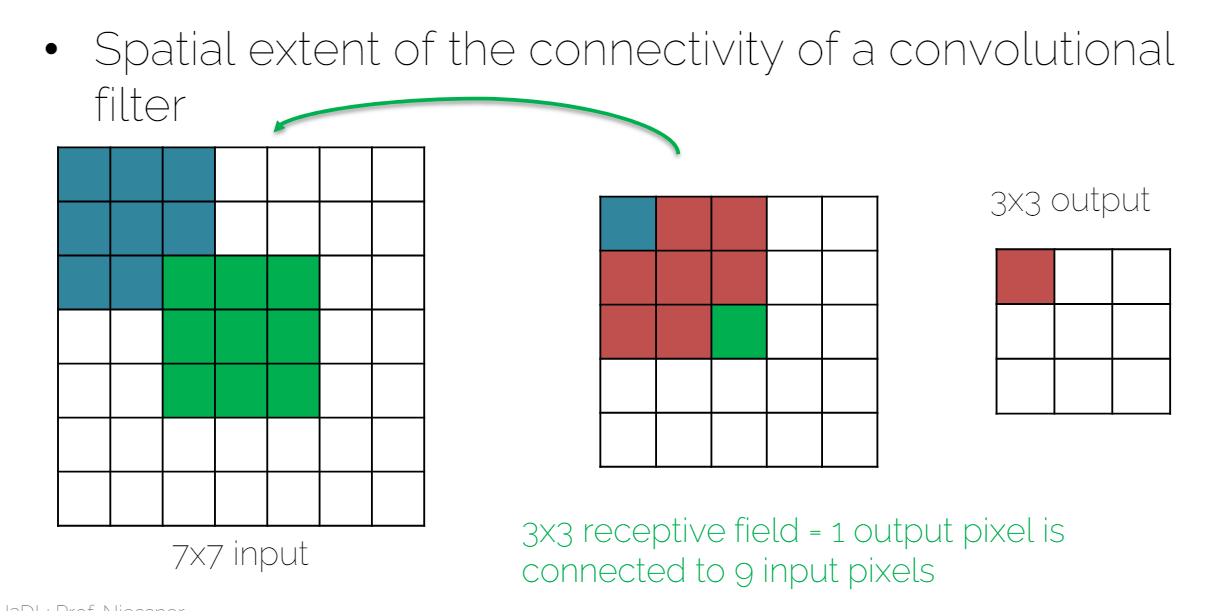 • Spatial extent of the connectivity of a convolutional
filter
3x3 output
7x7 input
3x3 receptive field = 1 output pixel is
connected to 9 input pixels
Prof. Niessner